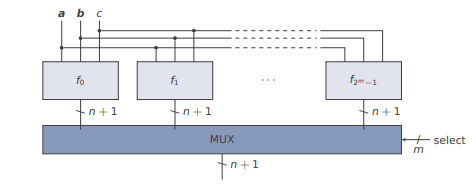 a b c
f₀ f₁ ... f₂ᵐ₋₁
n + 1 n + 1 n + 1
MUX select
m
n + 1